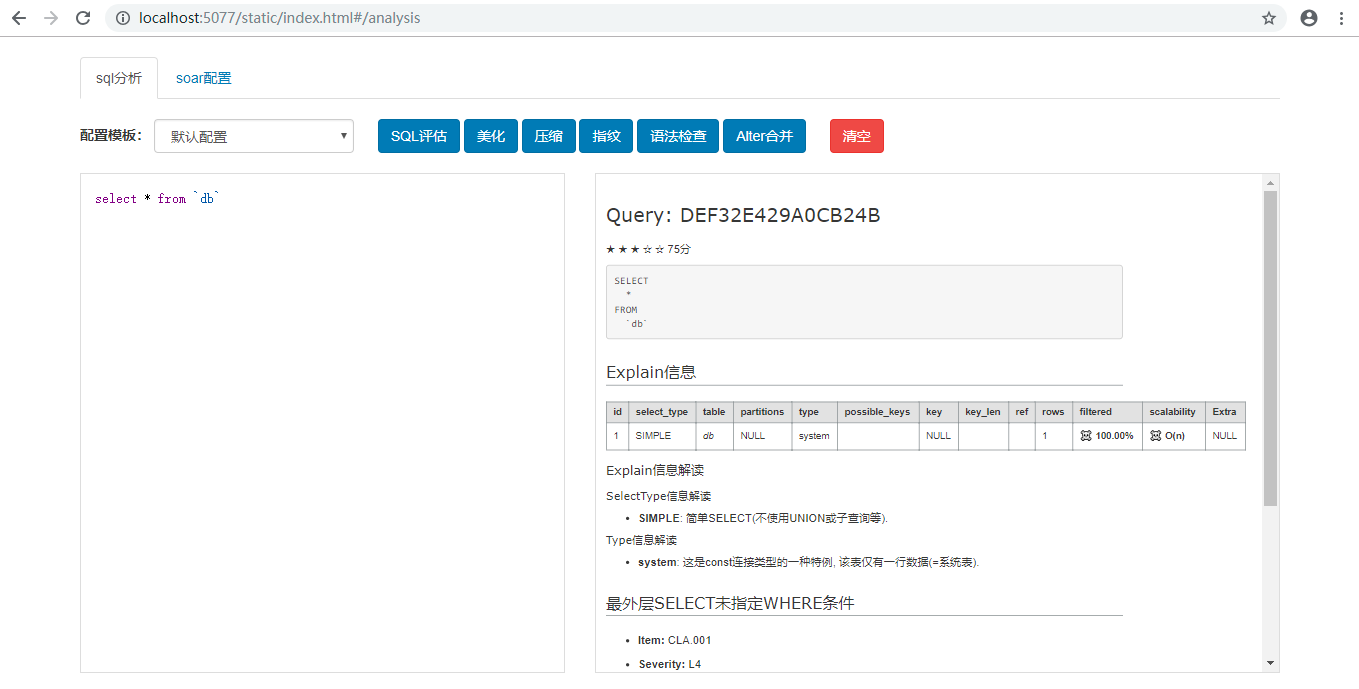 localhost:5077/static/index.html#/analysis
sql分析 soar配置
配置模板： 默认配置 SQL评估 美化 压缩 指纹 语法检查 Alter合并 清空
select * from `db`
Query: DEF32E429A0CB24B
★ ★ ★ ☆ ☆ 75分
SELECT
*
FROM
`db`
Explain信息
id select_type table partitions type possible_keys key key_len ref rows filtered scalability Extra
1 SIMPLE db NULL system NULL 1 ☠ 100.00% ☠ O(n) NULL
Explain信息解读
SelectType信息解读
• SIMPLE: 简单SELECT(不使用UNION或子查询等).
Type信息解读
• system: 这是const连接类型的一种特例, 该表仅有一行数据(=系统表).
最外层SELECT未指定WHERE条件
• Item: CLA.001
• Severity: L4